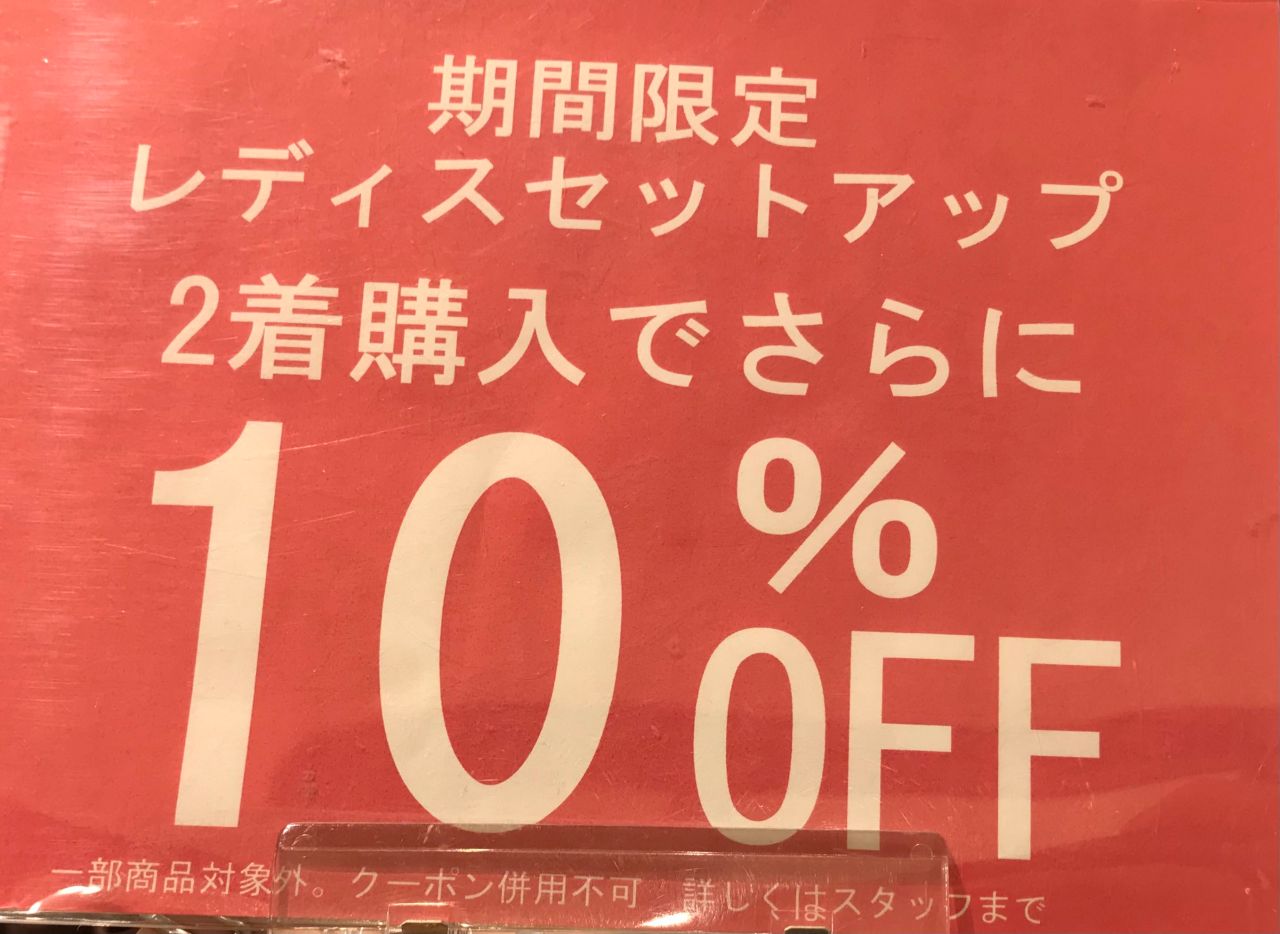 期間限定
レディスセットアップ
2着購入でさらに
10%OFF
一部商品対象外。クーポン併用不可　詳しくはスタッフまで